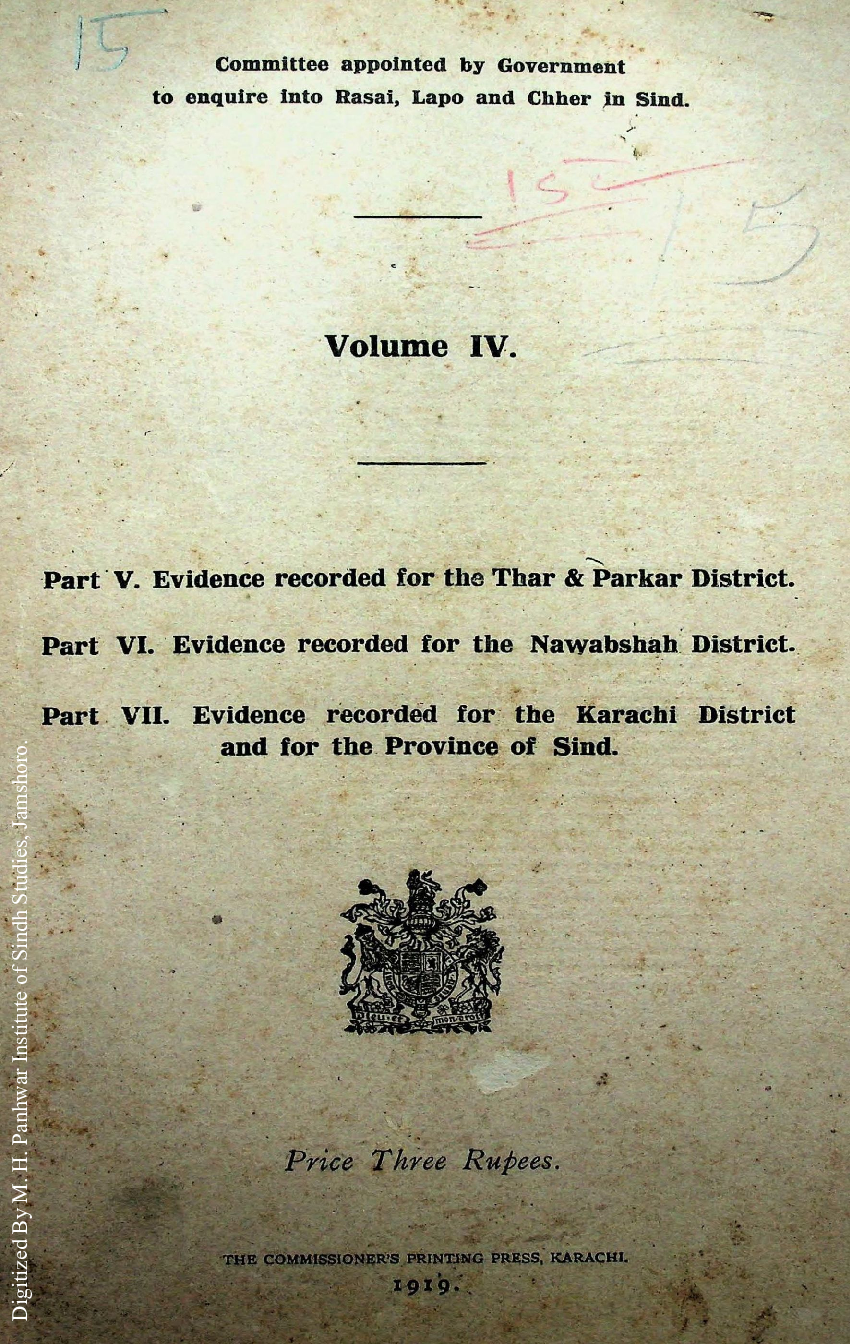 15
Committee appointed by Government
to enquire into Rasai, Lapo and Chher in Sind.
15
15
Volume IV.
Part V. Evidence recorded for the Thar & Parkar District.
Part VI. Evidence recorded for the Nawabshah District.
Part VII. Evidence recorded for the Karachi District
and for the Province of Sind.
Price Three Rupees.
THE COMMISSIONER'S PRINTING PRESS, KARACHI.
1919.
Digitized By M. H. Panhwar Institute of Sindh Studies, Jamshoro.